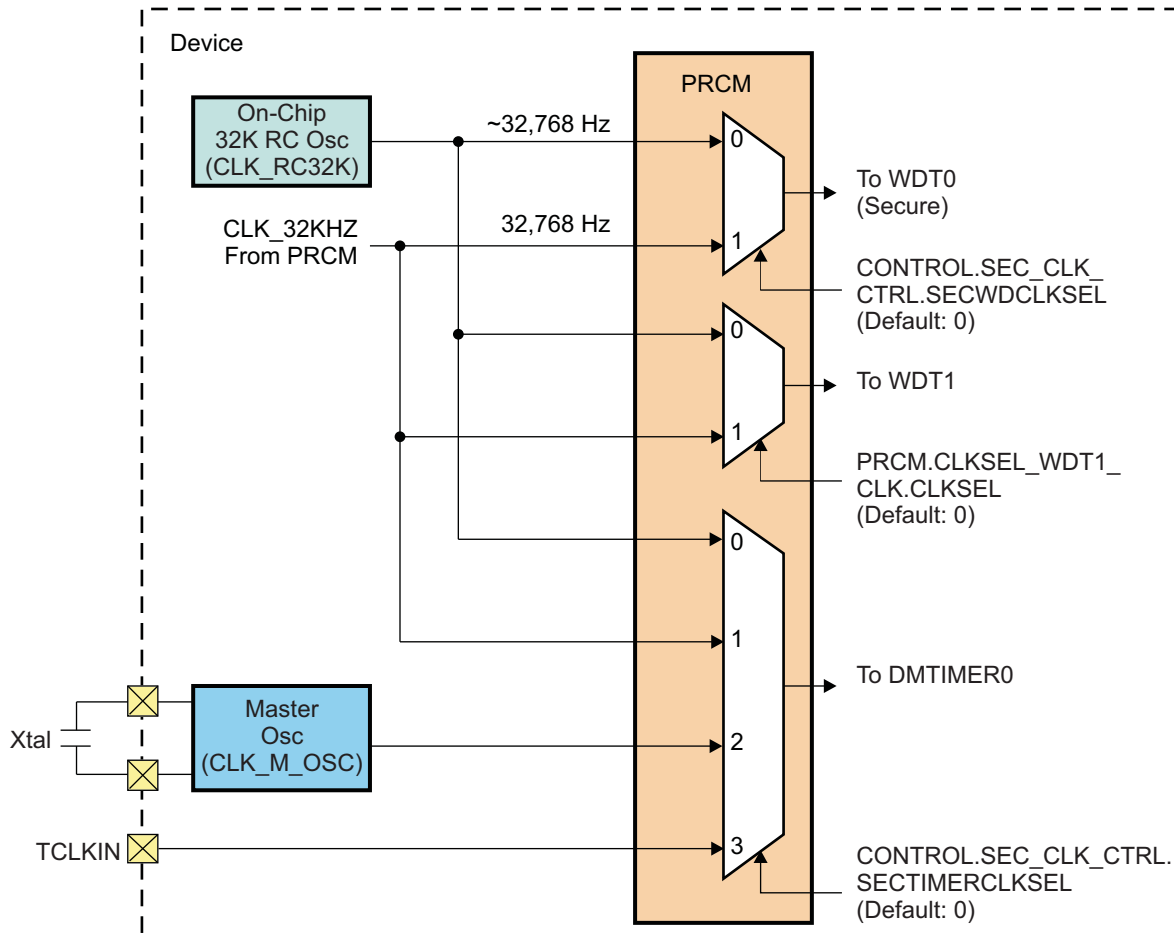 Device
PRCM
On-Chip
32K RC Osc
(CLK_RC32K)
~32,768 Hz
0
To WDT0
(Secure)
CLK_32KHZ
From PRCM
32,768 Hz
1
CONTROL.SEC_CLK_
CTRL.SECWDCLKSEL
(Default: 0)
0
To WDT1
1
PRCM.CLKSEL_WDT1_
CLK.CLKSEL
(Default: 0)
0
1
To DMTIMER0
Xtal
Master
Osc
(CLK_M_OSC)
2
TCLKIN
3
CONTROL.SEC_CLK_CTRL.
SECTIMERCLKSEL
(Default: 0)